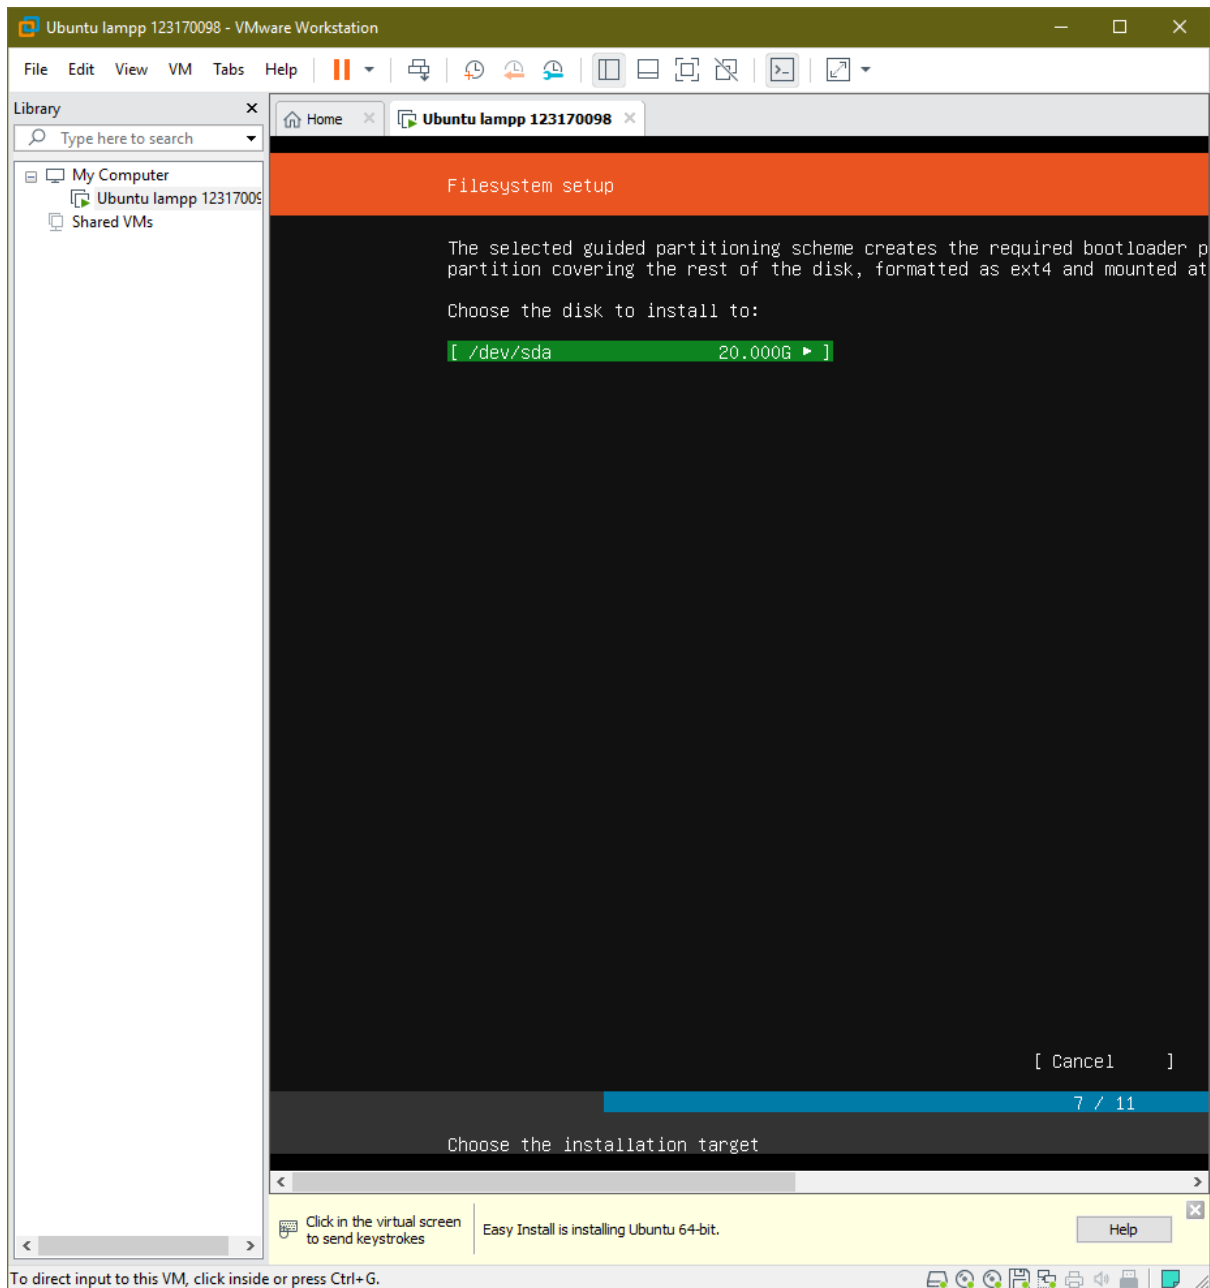 Ubuntu lampp 123170098 - VMware Workstation
File Edit View VM Tabs Help
Library
Type here to search
My Computer
Ubuntu lampp 12317009
Shared VMs
Home
Ubuntu lampp 123170098
Filesystem setup
The selected guided partitioning scheme creates the required bootloader p
partition covering the rest of the disk, formatted as ext4 and mounted at
Choose the disk to install to:
[ /dev/sda 20.000G ▸ ]
[ Cancel ]
7 / 11
Choose the installation target
Click in the virtual screen
to send keystrokes
Easy Install is installing Ubuntu 64-bit.
Help
To direct input to this VM, click inside or press Ctrl+G.